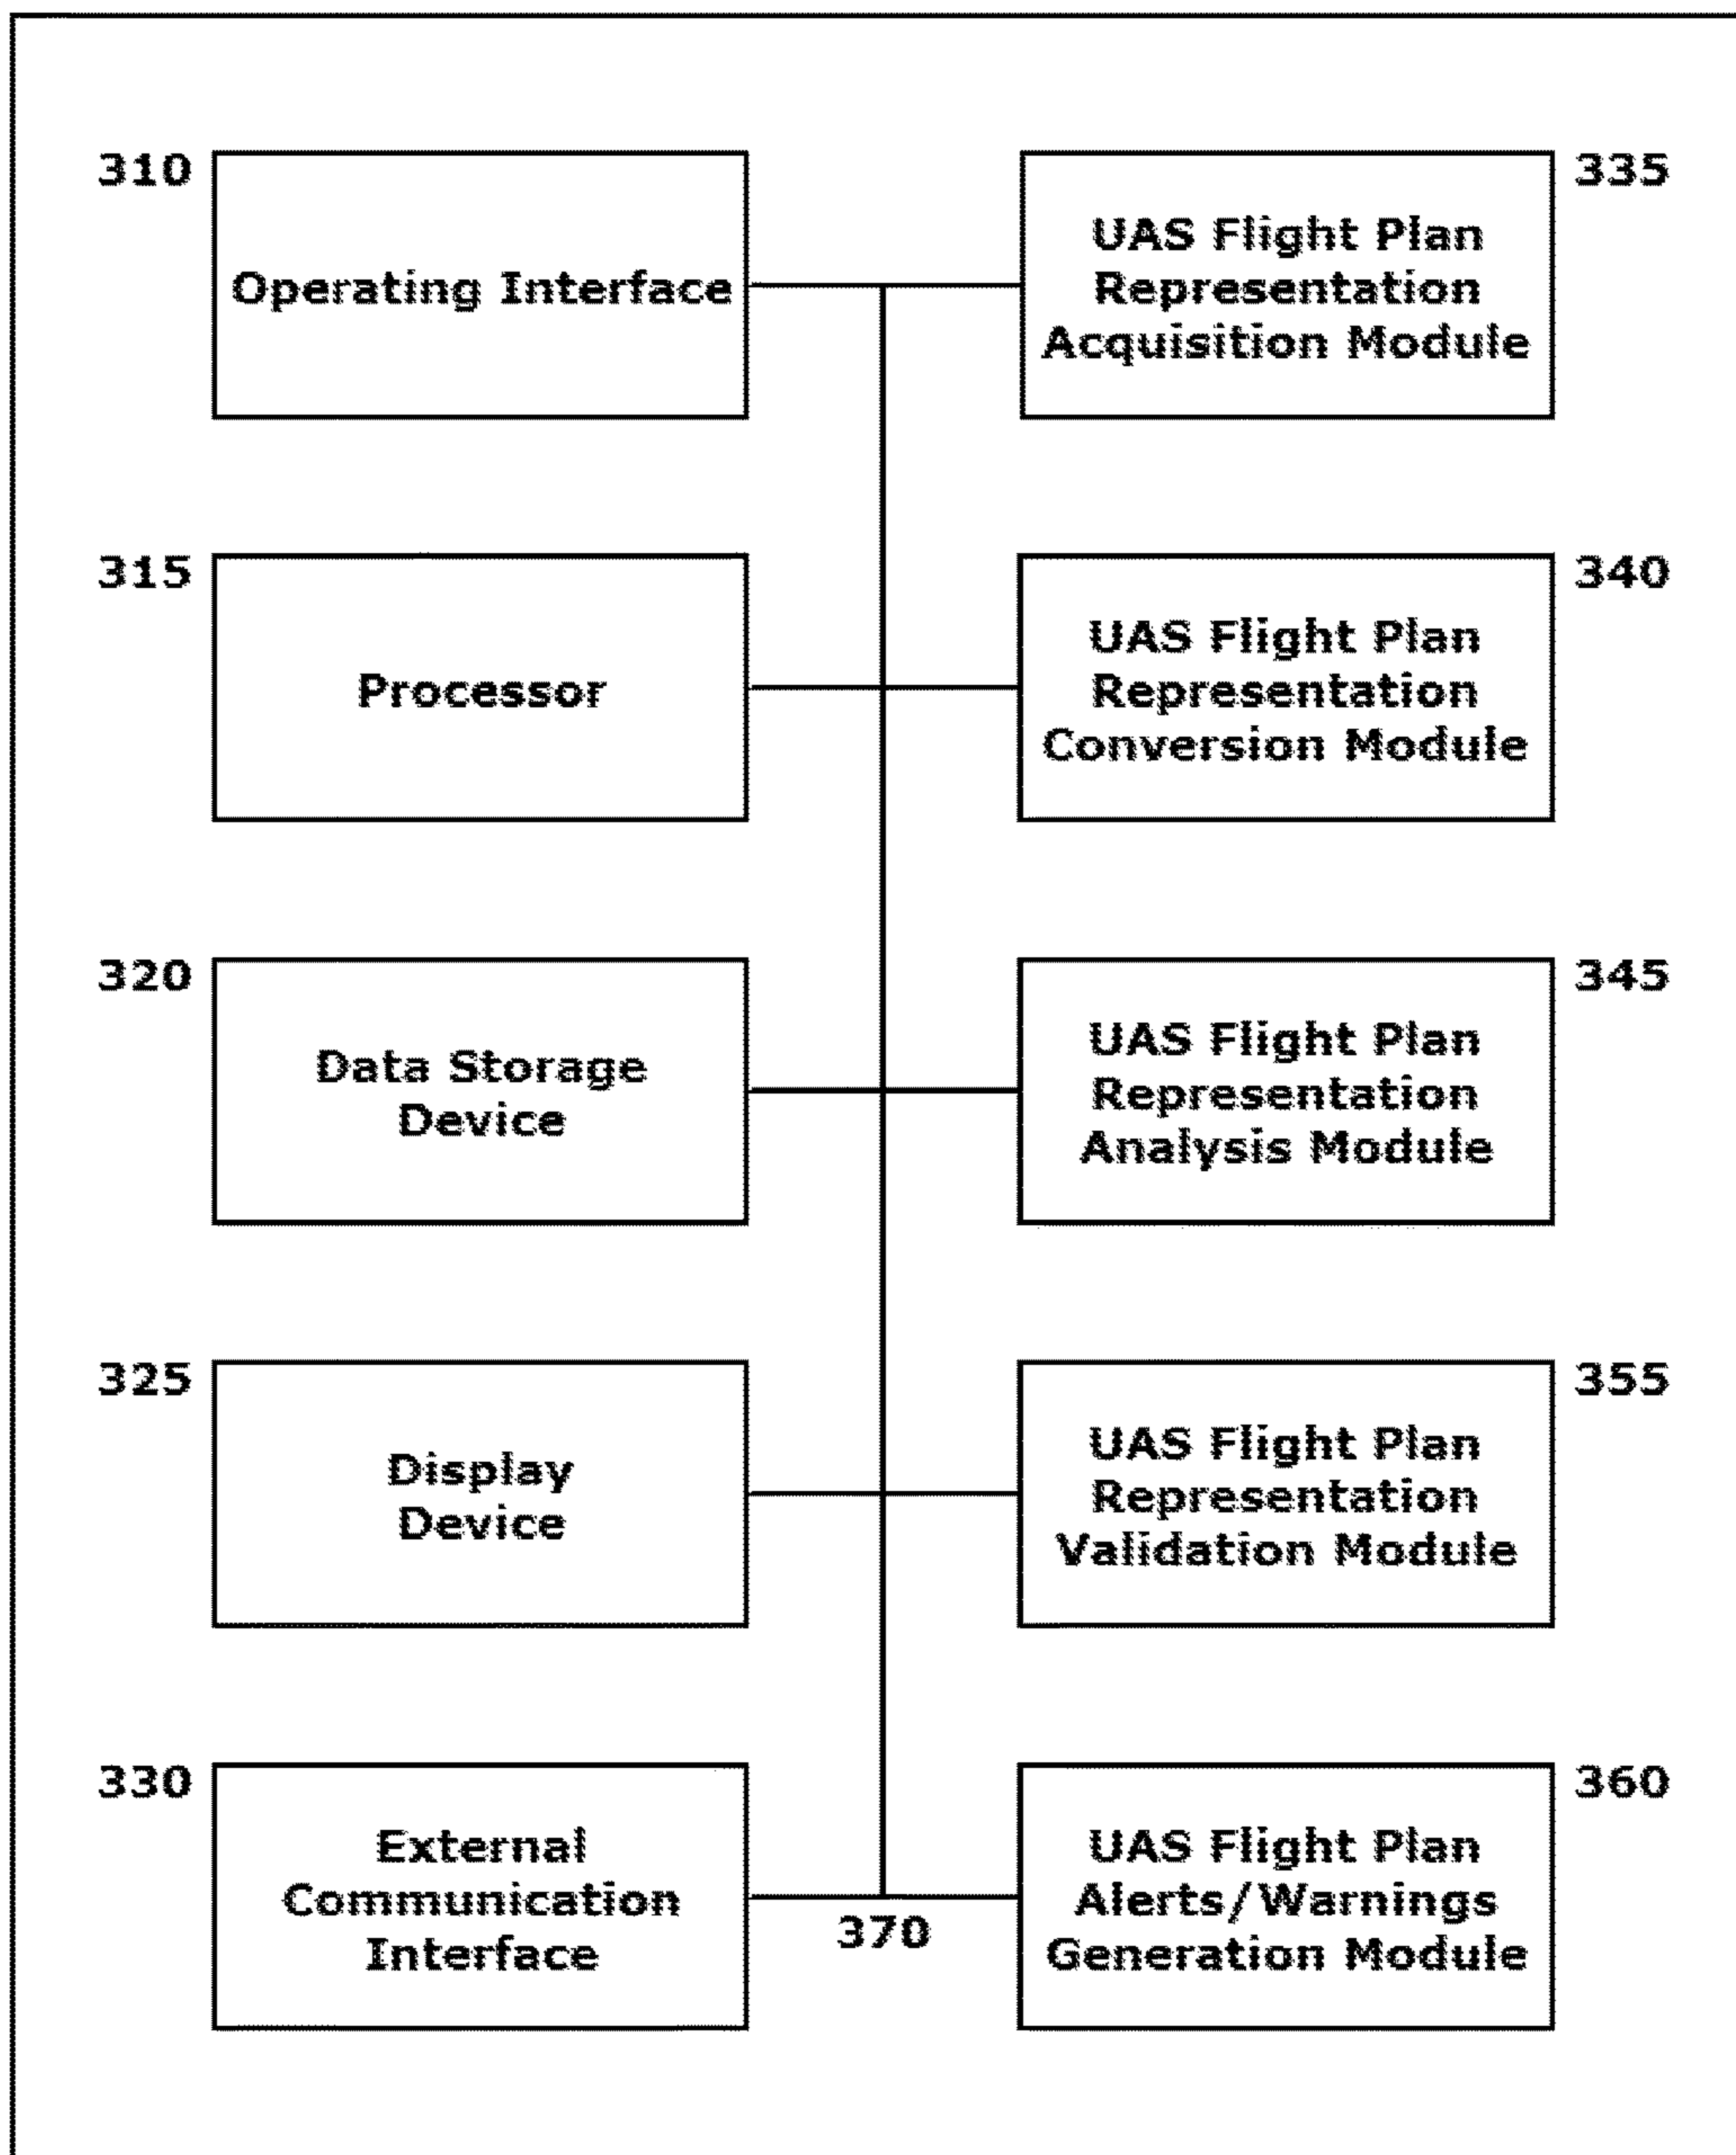 310
Operating Interface
335
UAS Flight Plan
Representation
Acquisition Module
315
Processor
340
UAS Flight Plan
Representation
Conversion Module
320
Data Storage
Device
345
UAS Flight Plan
Representation
Analysis Module
325
Display
Device
355
UAS Flight Plan
Representation
Validation Module
330
External
Communication
Interface
370
360
UAS Flight Plan
Alerts/Warnings
Generation Module